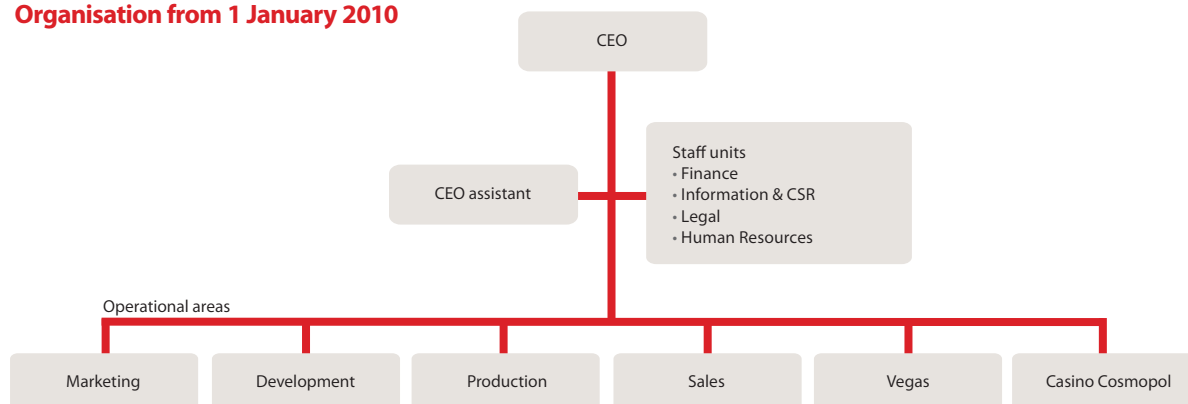 Organisation from 1 January 2010
CEO
CEO assistant
Staff units
• Finance
• Information & CSR
• Legal
• Human Resources
Operational areas
Marketing
Development
Production
Sales
Vegas
Casino Cosmopol